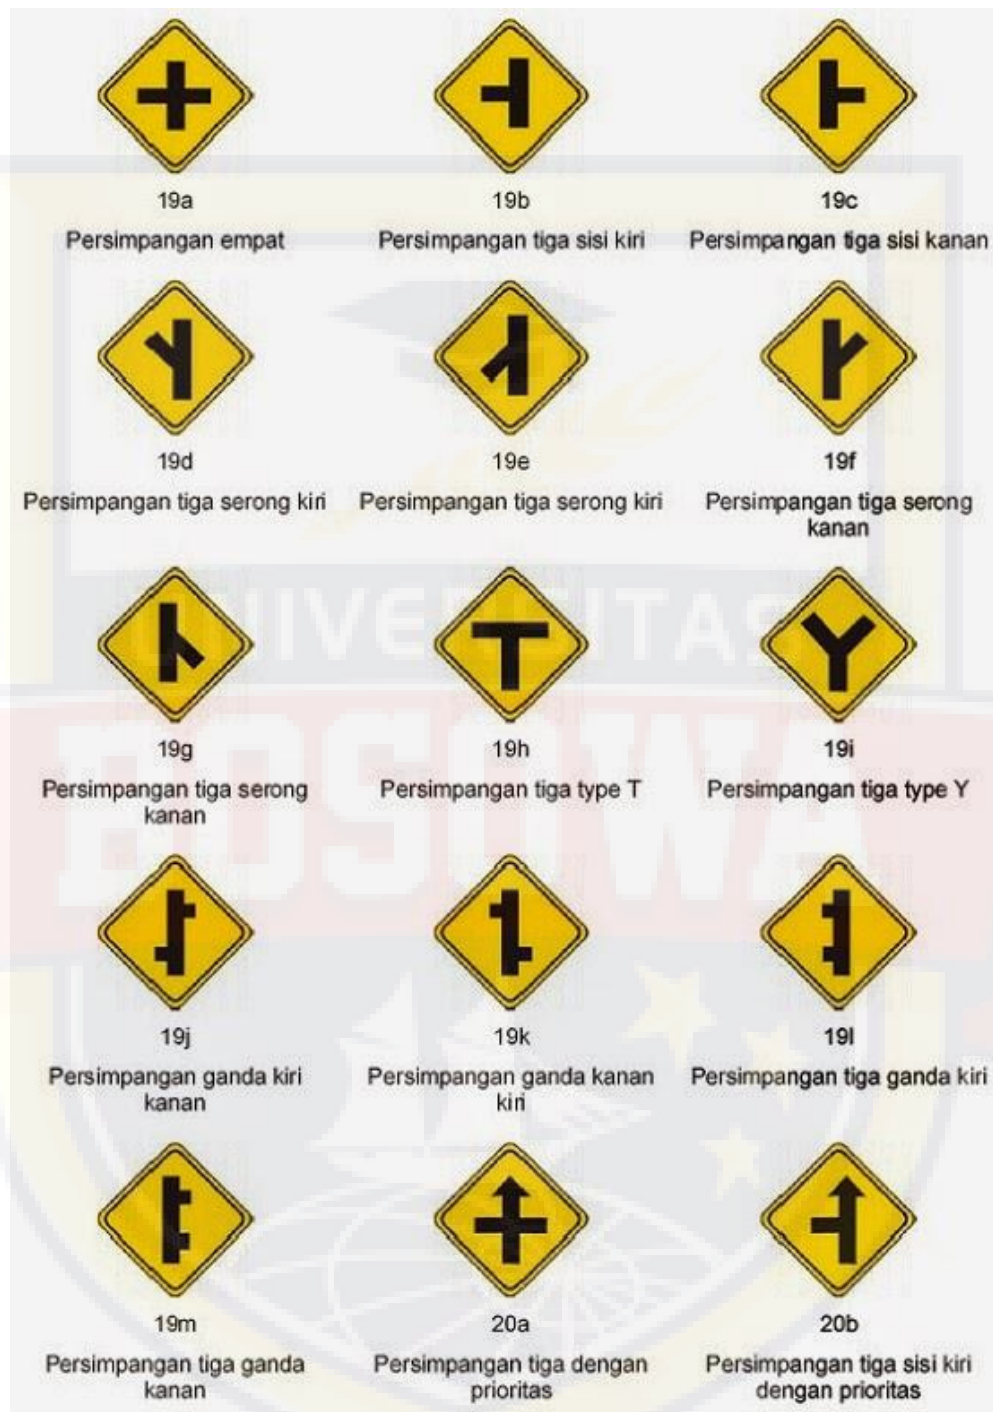 19a
19b
19c
Persimpangan empat
Persimpangan tiga sisi kiri
Persimpangan tiga sisi kanan
19d
19e
19f
Persimpangan tiga serong kiri
Persimpangan tiga serong kiri
Persimpangan tiga serong
kanan
UNIVERSITAS
19g
19h
19i
Persimpangan tiga serong
kanan
Persimpangan tiga type T
Persimpangan tiga type Y
BOSOWA
19j
19k
19l
Persimpangan ganda kiri
kanan
Persimpangan ganda kanan
kiri
Persimpangan tiga ganda kiri
19m
20a
20b
Persimpangan tiga ganda
kanan
Persimpangan tiga dengan
prioritas
Persimpangan tiga sisi kiri
dengan prioritas